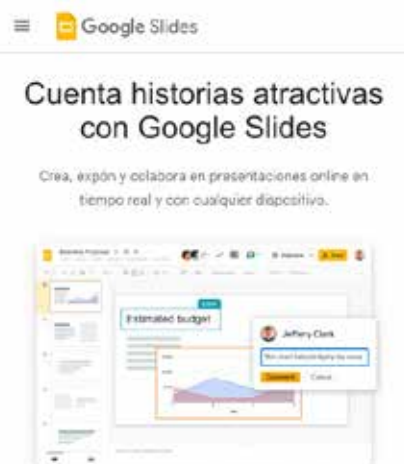 Google Slides
Cuenta historias atractivas
con Google Slides
Crea, expón y colabora en presentaciones online en
tiempo real y con cualquier dispositivo.
Estimated budget
Jeffery Clark
Comment
Cancel